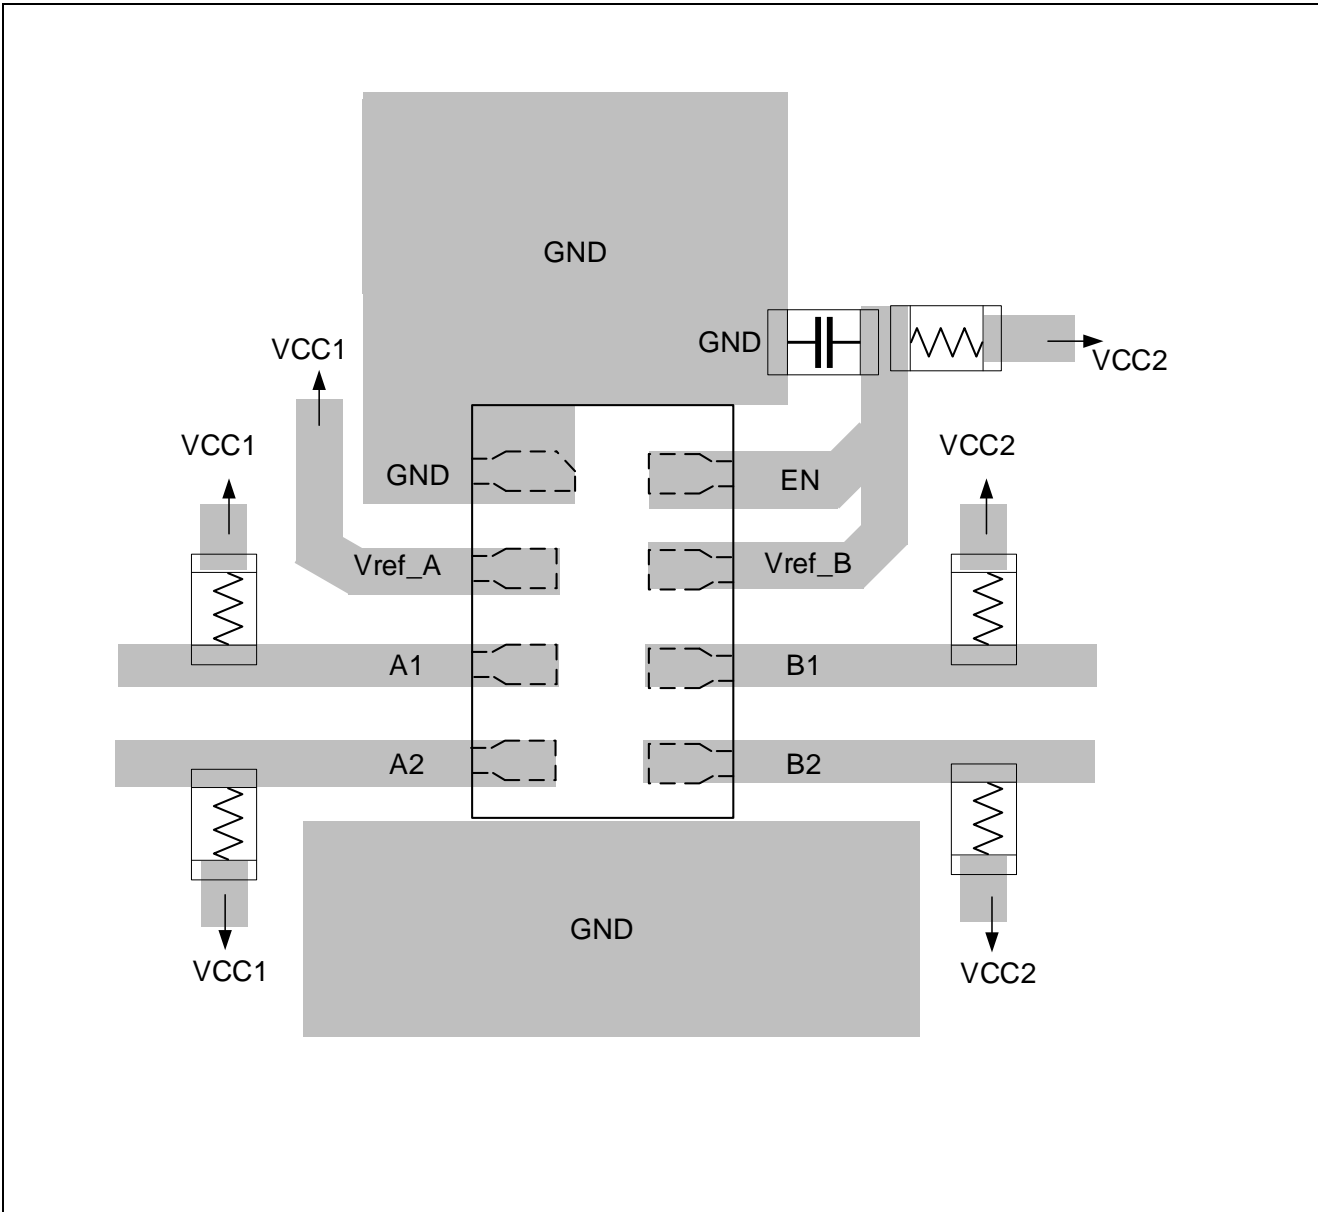 GND
GND
VCC1
VCC2
VCC1
VCC2
GND
EN
Vref_A
Vref_B
A1
B1
A2
B2
GND
VCC1
VCC2